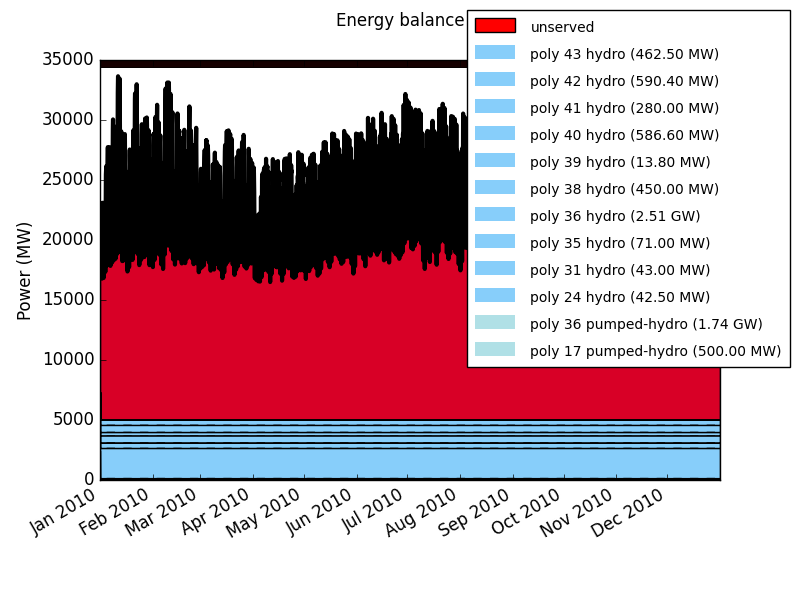 Energy balance
unserved
poly 43 hydro (462.50 MW)
poly 42 hydro (590.40 MW)
poly 41 hydro (280.00 MW)
poly 40 hydro (586.60 MW)
poly 39 hydro (13.80 MW)
poly 38 hydro (450.00 MW)
poly 36 hydro (2.51 GW)
poly 35 hydro (71.00 MW)
poly 31 hydro (43.00 MW)
poly 24 hydro (42.50 MW)
poly 36 pumped-hydro (1.74 GW)
poly 17 pumped-hydro (500.00 MW)
Power (MW)
35000
30000
25000
20000
15000
10000
5000
0
Jan 2010
Feb 2010
Mar 2010
Apr 2010
May 2010
Jun 2010
Jul 2010
Aug 2010
Sep 2010
Oct 2010
Nov 2010
Dec 2010